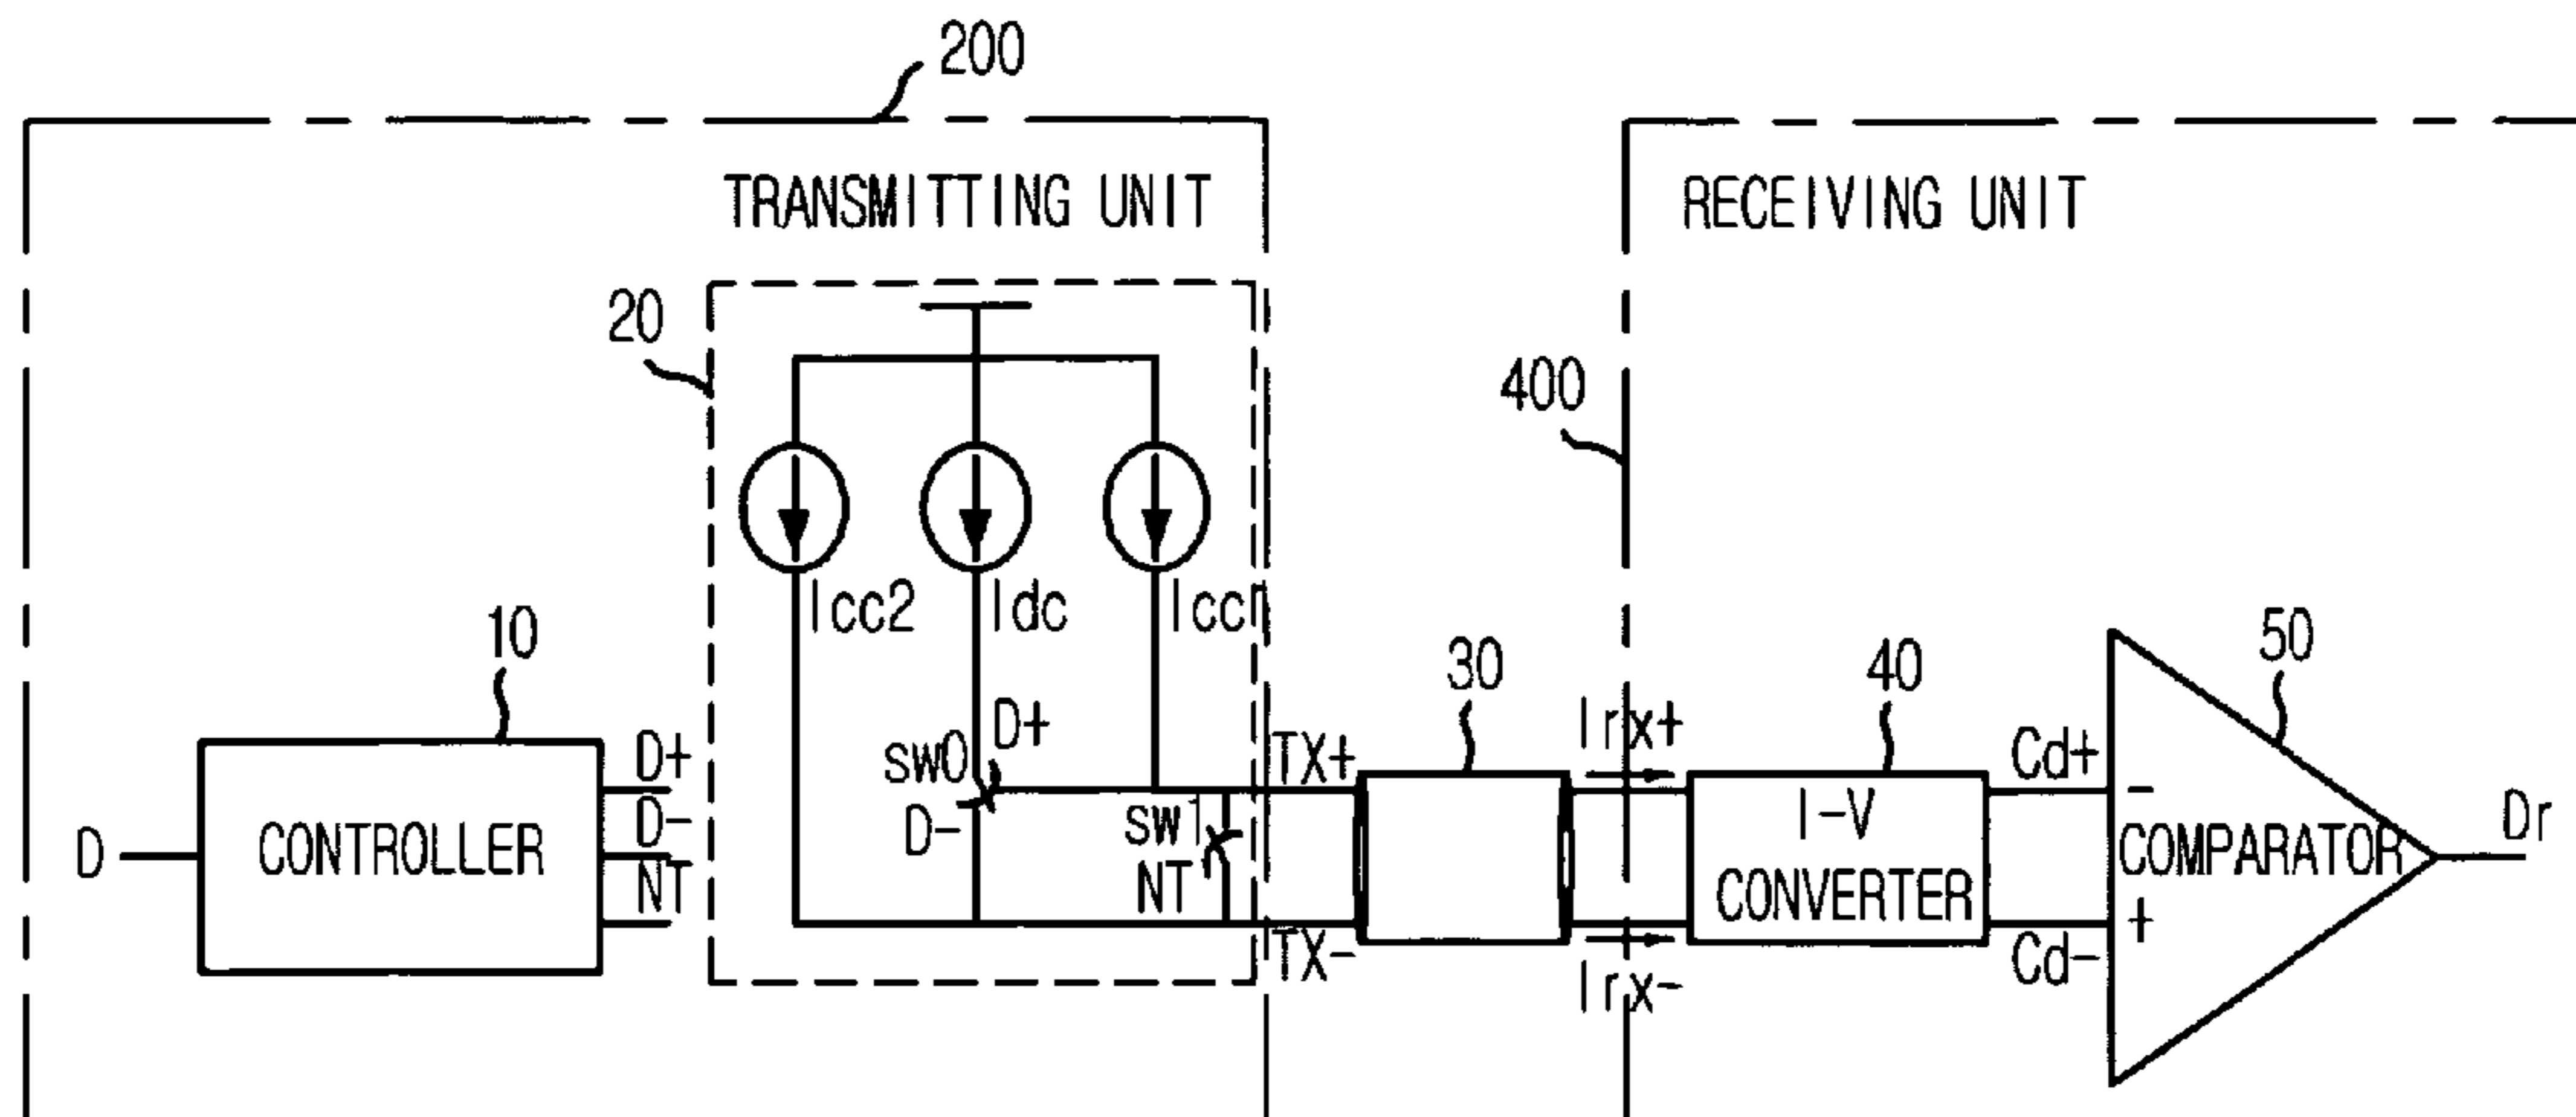 200
TRANSMITTING UNIT
RECEIVING UNIT
20
400
Icc2
Idc
Icc1
10
30
40
50
D+
D-
NT
SW0
D+
D-
SW1
NT
TX+
TX-
Irx+
Irx-
Cd+
Cd-
D
CONTROLLER
I-V
CONVERTER
-
COMPARATOR
+
Dr